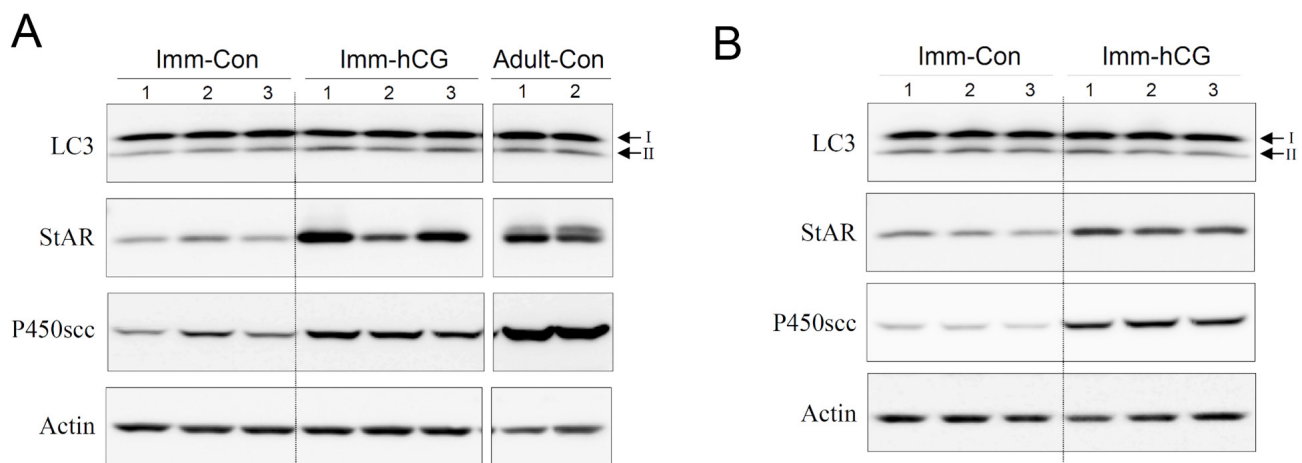 A
Imm-Con Imm-hCG Adult-Con
1 2 3 1 2 3 1 2
LC3 I
II
StAR
P450scc
Actin
B
Imm-Con Imm-hCG
1 2 3 1 2 3
LC3 I
II
StAR
P450scc
Actin